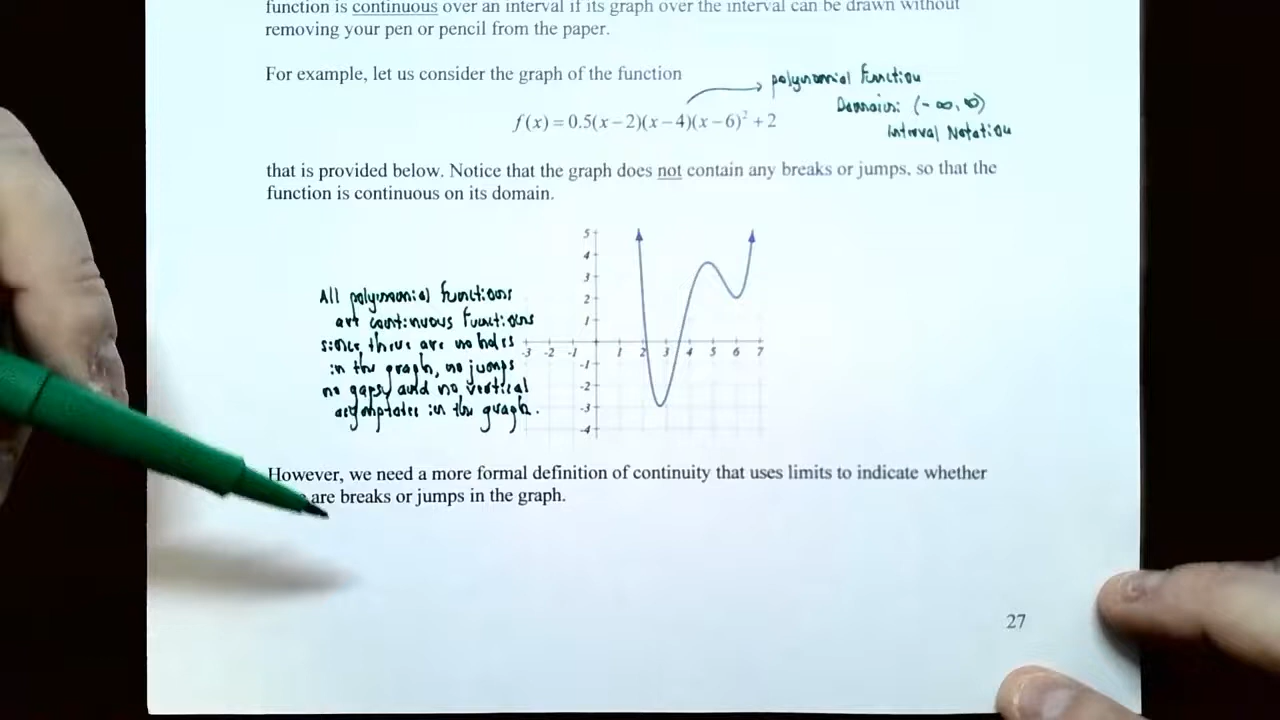 function is continuous over an interval if its graph over the interval can be drawn without
removing your pen or pencil from the paper.
For example, let us consider the graph of the function
polynomial Function
Domain: (-∞, ∞)
Interval Notation
f(x) = 0.5(x−2)(x−4)(x−6)² + 2
that is provided below. Notice that the graph does not contain any breaks or jumps, so that the
function is continuous on its domain.
5
4
3
2
1
-3 -2 -1 1 2 3 4 5 6 7
-1
-2
-3
-4
All polynomial functions
are continuous Functions
since there are no holes
in the graph, no jumps
no gaps, and no vertical
asymptotes in the graph.
However, we need a more formal definition of continuity that uses limits to indicate whether
are breaks or jumps in the graph.
27